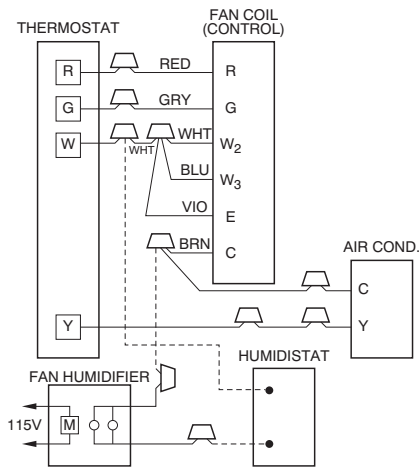 THERMOSTAT
FAN COIL
(CONTROL)
R
RED
R
G
GRY
G
W
WHT
WHT
W2
BLU
W3
VIO
E
BRN
C
AIR COND.
C
Y
Y
HUMIDISTAT
FAN HUMIDIFIER
115V
M